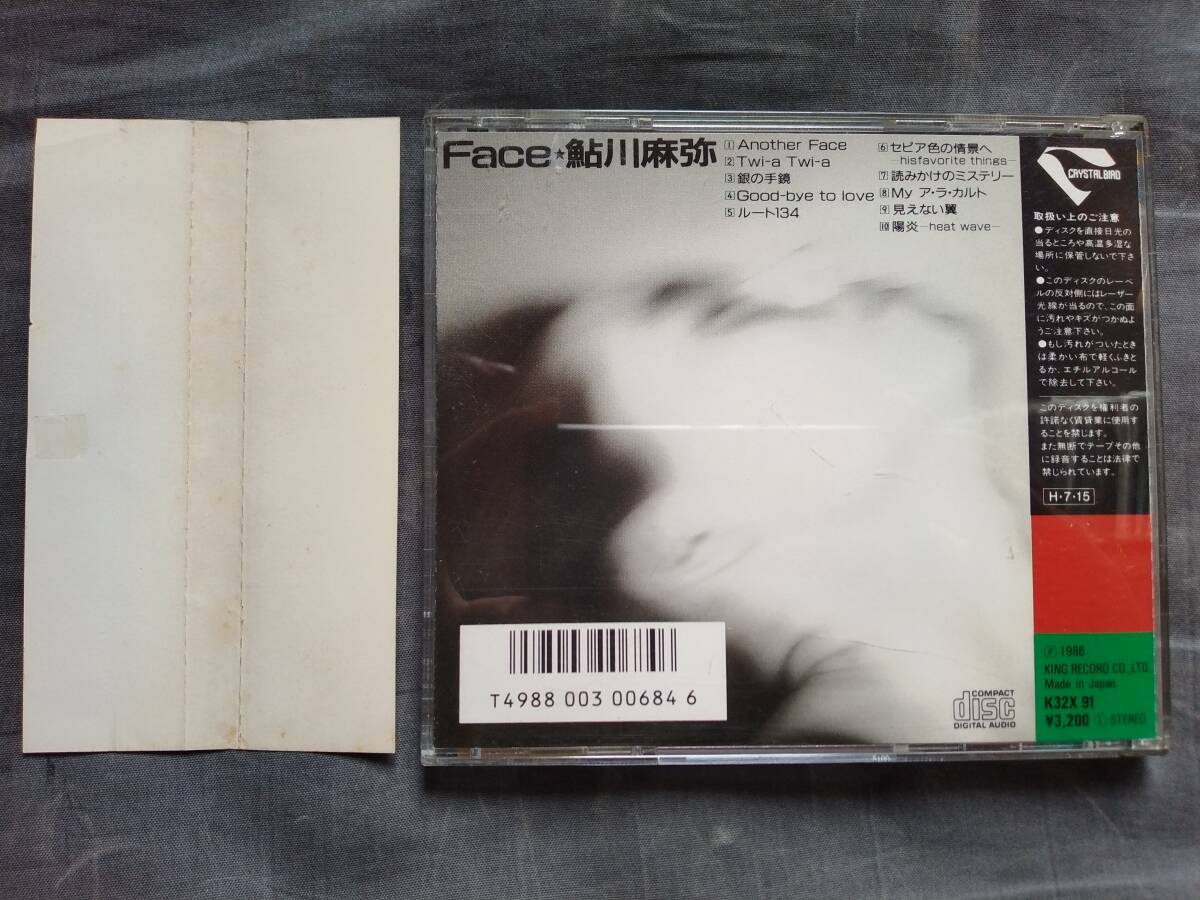 Face★鮎川麻弥
1 Another Face
2 Twi-a Twi-a
3 銀の手鏡
4 Good-bye to love
5 ルート134
6 セピア色の情景へ
―hisfavorite things―
7 読みかけのミステリー
8 My ア・ラ・カルト
9 見えない翼
10 陽炎―heat wave―
CRYSTAL BIRD
取扱い上のご注意
●ディスクを直接日光の
当るところや高温多湿な
場所に保管しないで下さ
い。
●このディスクのレーベ
ルの反対側にはレーザー
光線が当るので、この面
に汚れやキズがつかぬよ
うご注意下さい。
●もし汚れがついたとき
は柔かい布で軽くふきと
るか、エチルアルコール
で除去して下さい。
このディスクを権利者の
許諾なく賃貸業に使用す
ることを禁じます。
また無断でテープその他
に録音することは法律で
禁じられています。
H・7・15
Ⓟ1986
KING RECORD CO.,LTD.
Made in Japan.
K32X 91
¥3,200 Ⓛ STEREO
T4988 003 00684 6
COMPACT
disc
DIGITAL AUDIO